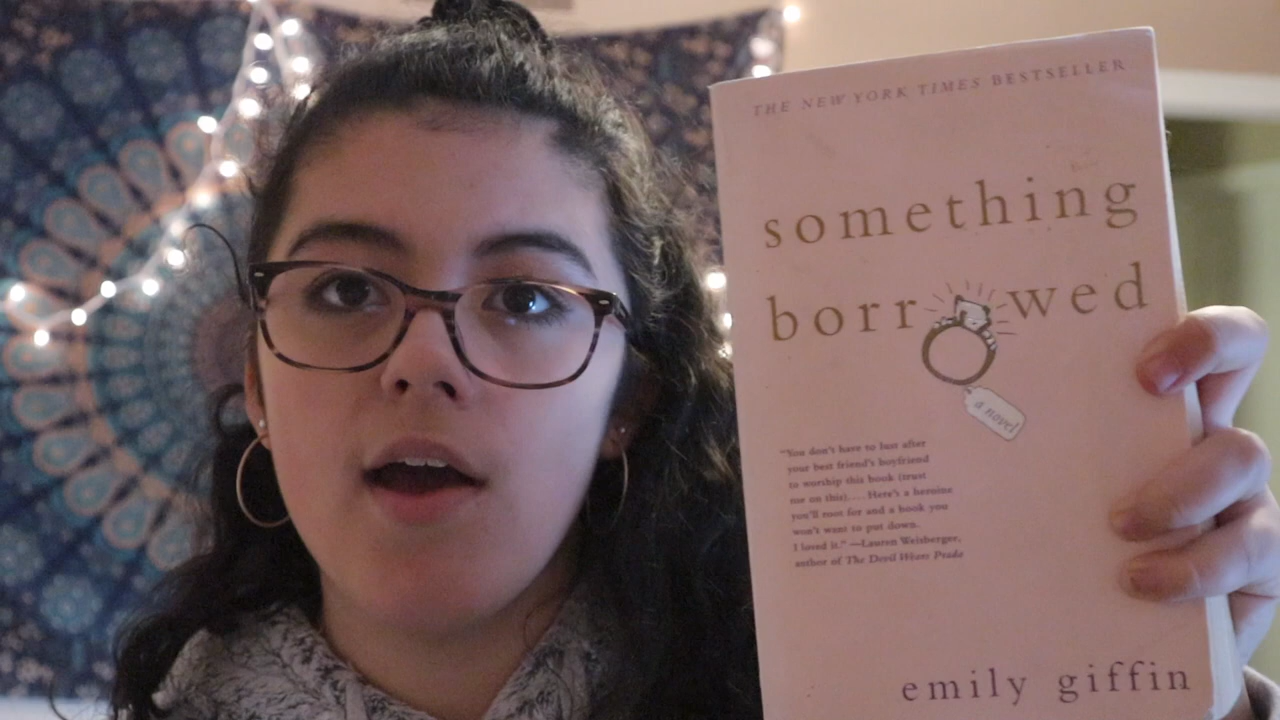 THE NEW YORK TIMES BESTSELLER
something
borrowed
a novel
"You don't have to lust after
your best friend's boyfriend
to worship this book (trust
me on this).... Here's a heroine
you'll root for and a book you
won't want to put down.
I loved it." —Lauren Weisberger,
author of The Devil Wears Prada
emily giffin